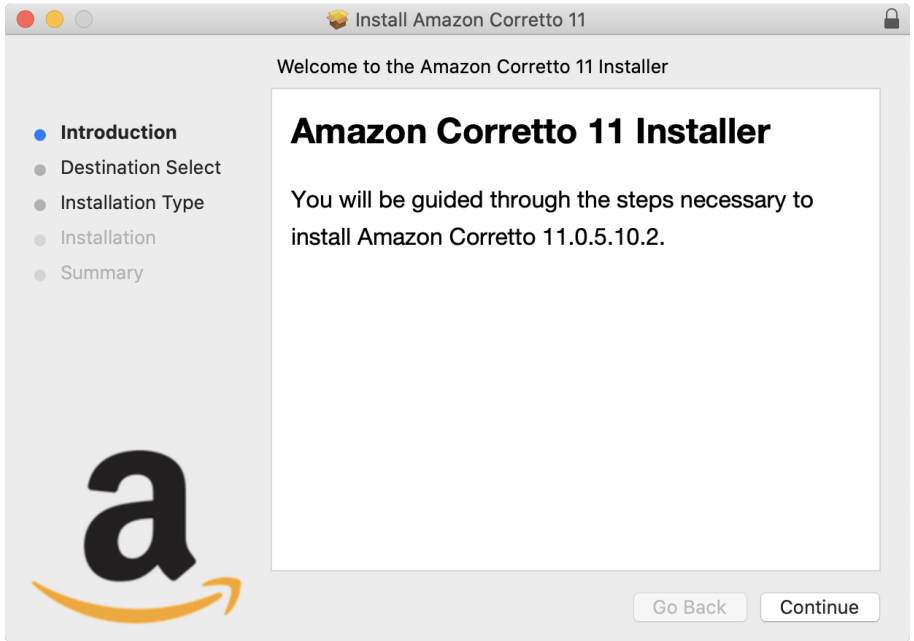 Install Amazon Corretto 11
Welcome to the Amazon Corretto 11 Installer
Introduction
Destination Select
Installation Type
Installation
Summary
Amazon Corretto 11 Installer
You will be guided through the steps necessary to
install Amazon Corretto 11.0.5.10.2.
a
Go Back
Continue